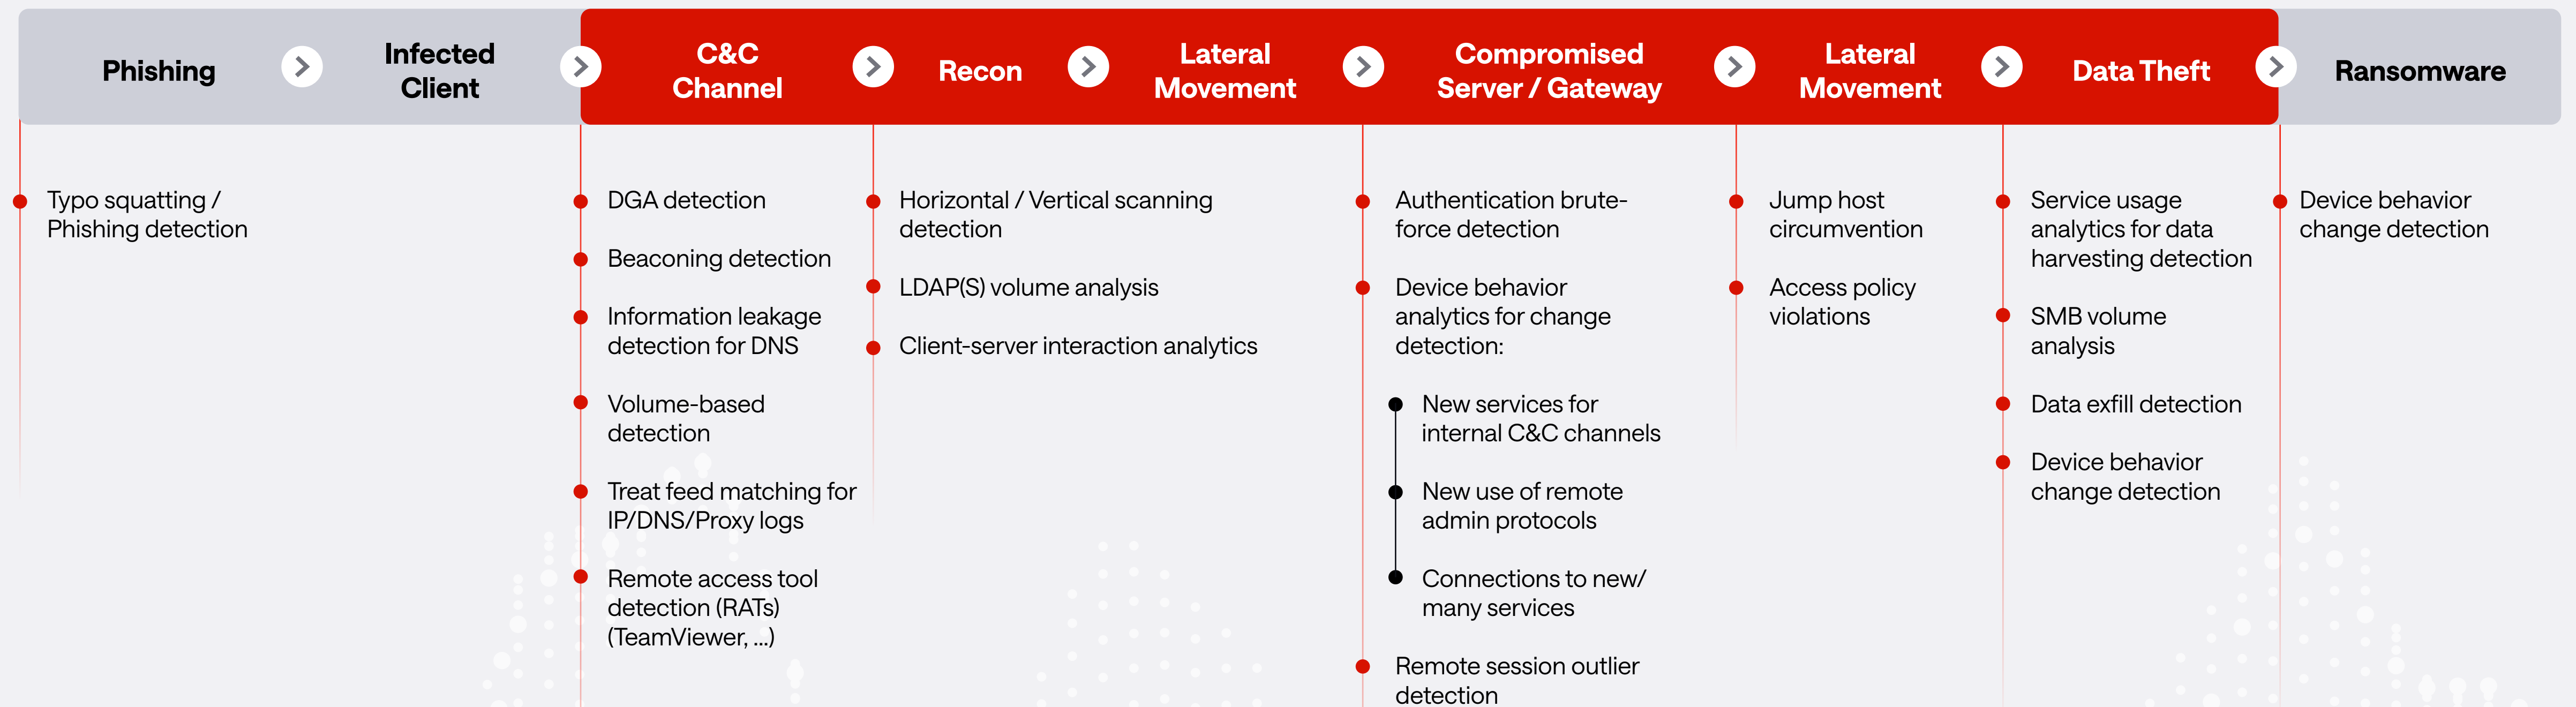 Phishing
Infected
Client
C&C
Channel
Recon
Lateral
Movement
Compromised
Server / Gateway
Lateral
Movement
Data Theft
Ransomware
Typo squatting /
Phishing detection
DGA detection
Beaconing detection
Information leakage
detection for DNS
Volume-based
detection
Treat feed matching for
IP/DNS/Proxy logs
Remote access tool
detection (RATs)
(TeamViewer, ...)
Horizontal / Vertical scanning
detection
LDAP(S) volume analysis
Client-server interaction analytics
Authentication brute-
force detection
Device behavior
analytics for change
detection:
New services for
internal C&C channels
New use of remote
admin protocols
Connections to new/
many services
Remote session outlier
detection
Jump host
circumvention
Access policy
violations
Service usage
analytics for data
harvesting detection
SMB volume
analysis
Data exfill detection
Device behavior
change detection
Device behavior
change detection